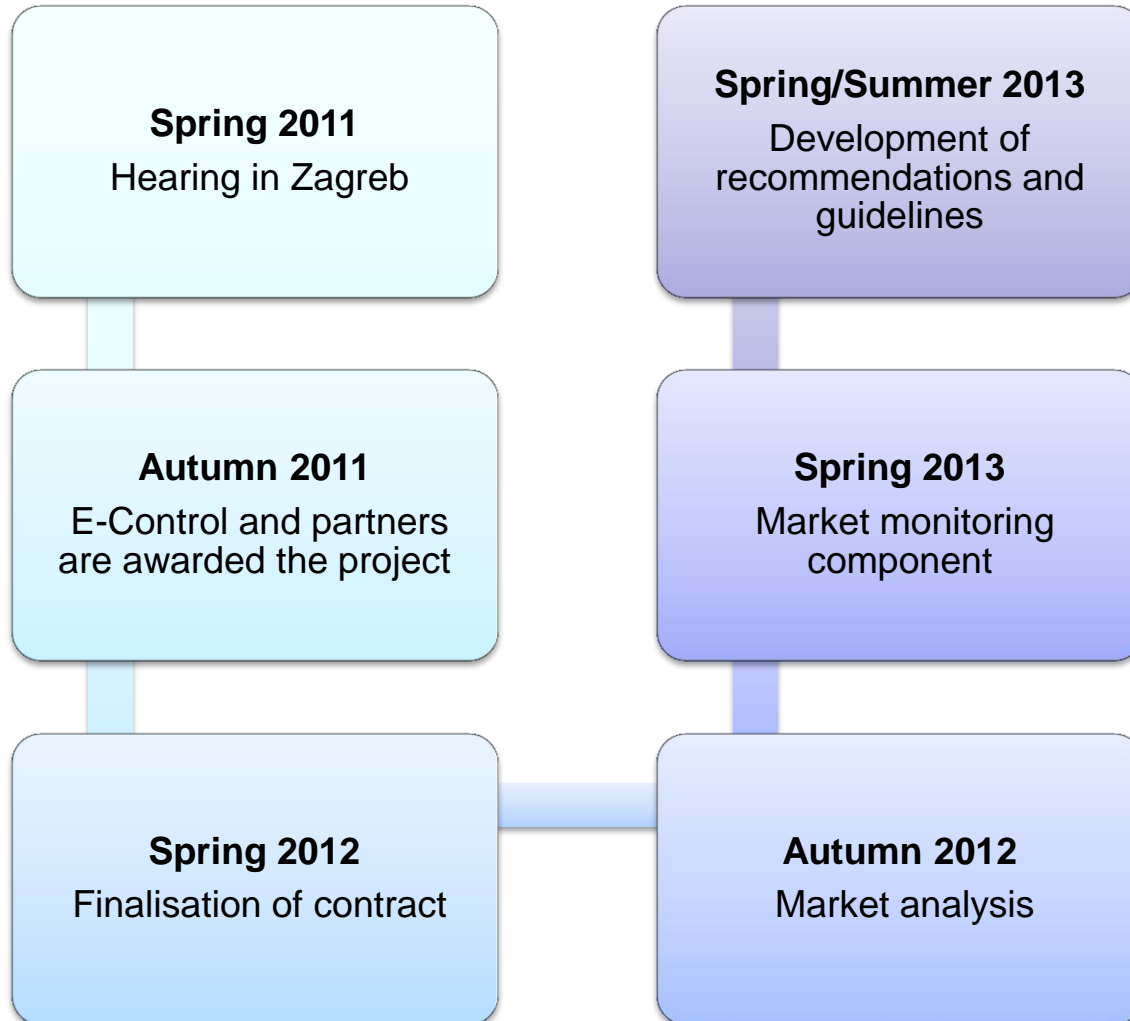 Spring 2011
Hearing in Zagreb
Autumn 2011
E-Control and partners
are awarded the project
Spring 2012
Finalisation of contract
Autumn 2012
Market analysis
Spring 2013
Market monitoring
component
Spring/Summer 2013
Development of
recommendations and
guidelines